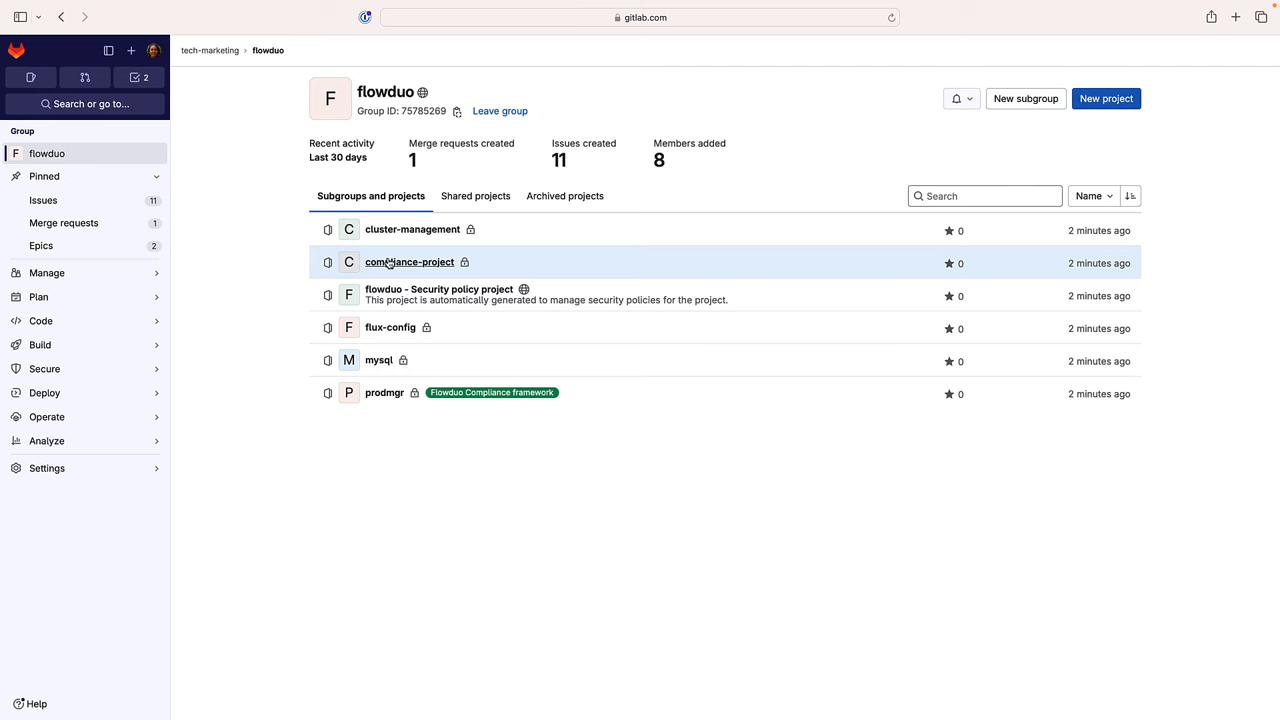 gitlab.com
tech-marketing › flowduo
2
Search or go to...
Group
F flowduo
Pinned
Issues 11
Merge requests 1
Epics 2
Manage
Plan
Code
Build
Secure
Deploy
Operate
Analyze
Settings
Help
F
flowduo
Group ID: 75785269 Leave group
New subgroup New project
Recent activity
Last 30 days
Merge requests created
1
Issues created
11
Members added
8
Subgroups and projects Shared projects Archived projects
Search Name
C cluster-management 0 2 minutes ago
C compliance-project 0 2 minutes ago
F flowduo - Security policy project 0 2 minutes ago
This project is automatically generated to manage security policies for the project.
F flux-config 0 2 minutes ago
M mysql 0 2 minutes ago
P prodmgr Flowduo Compliance framework 0 2 minutes ago